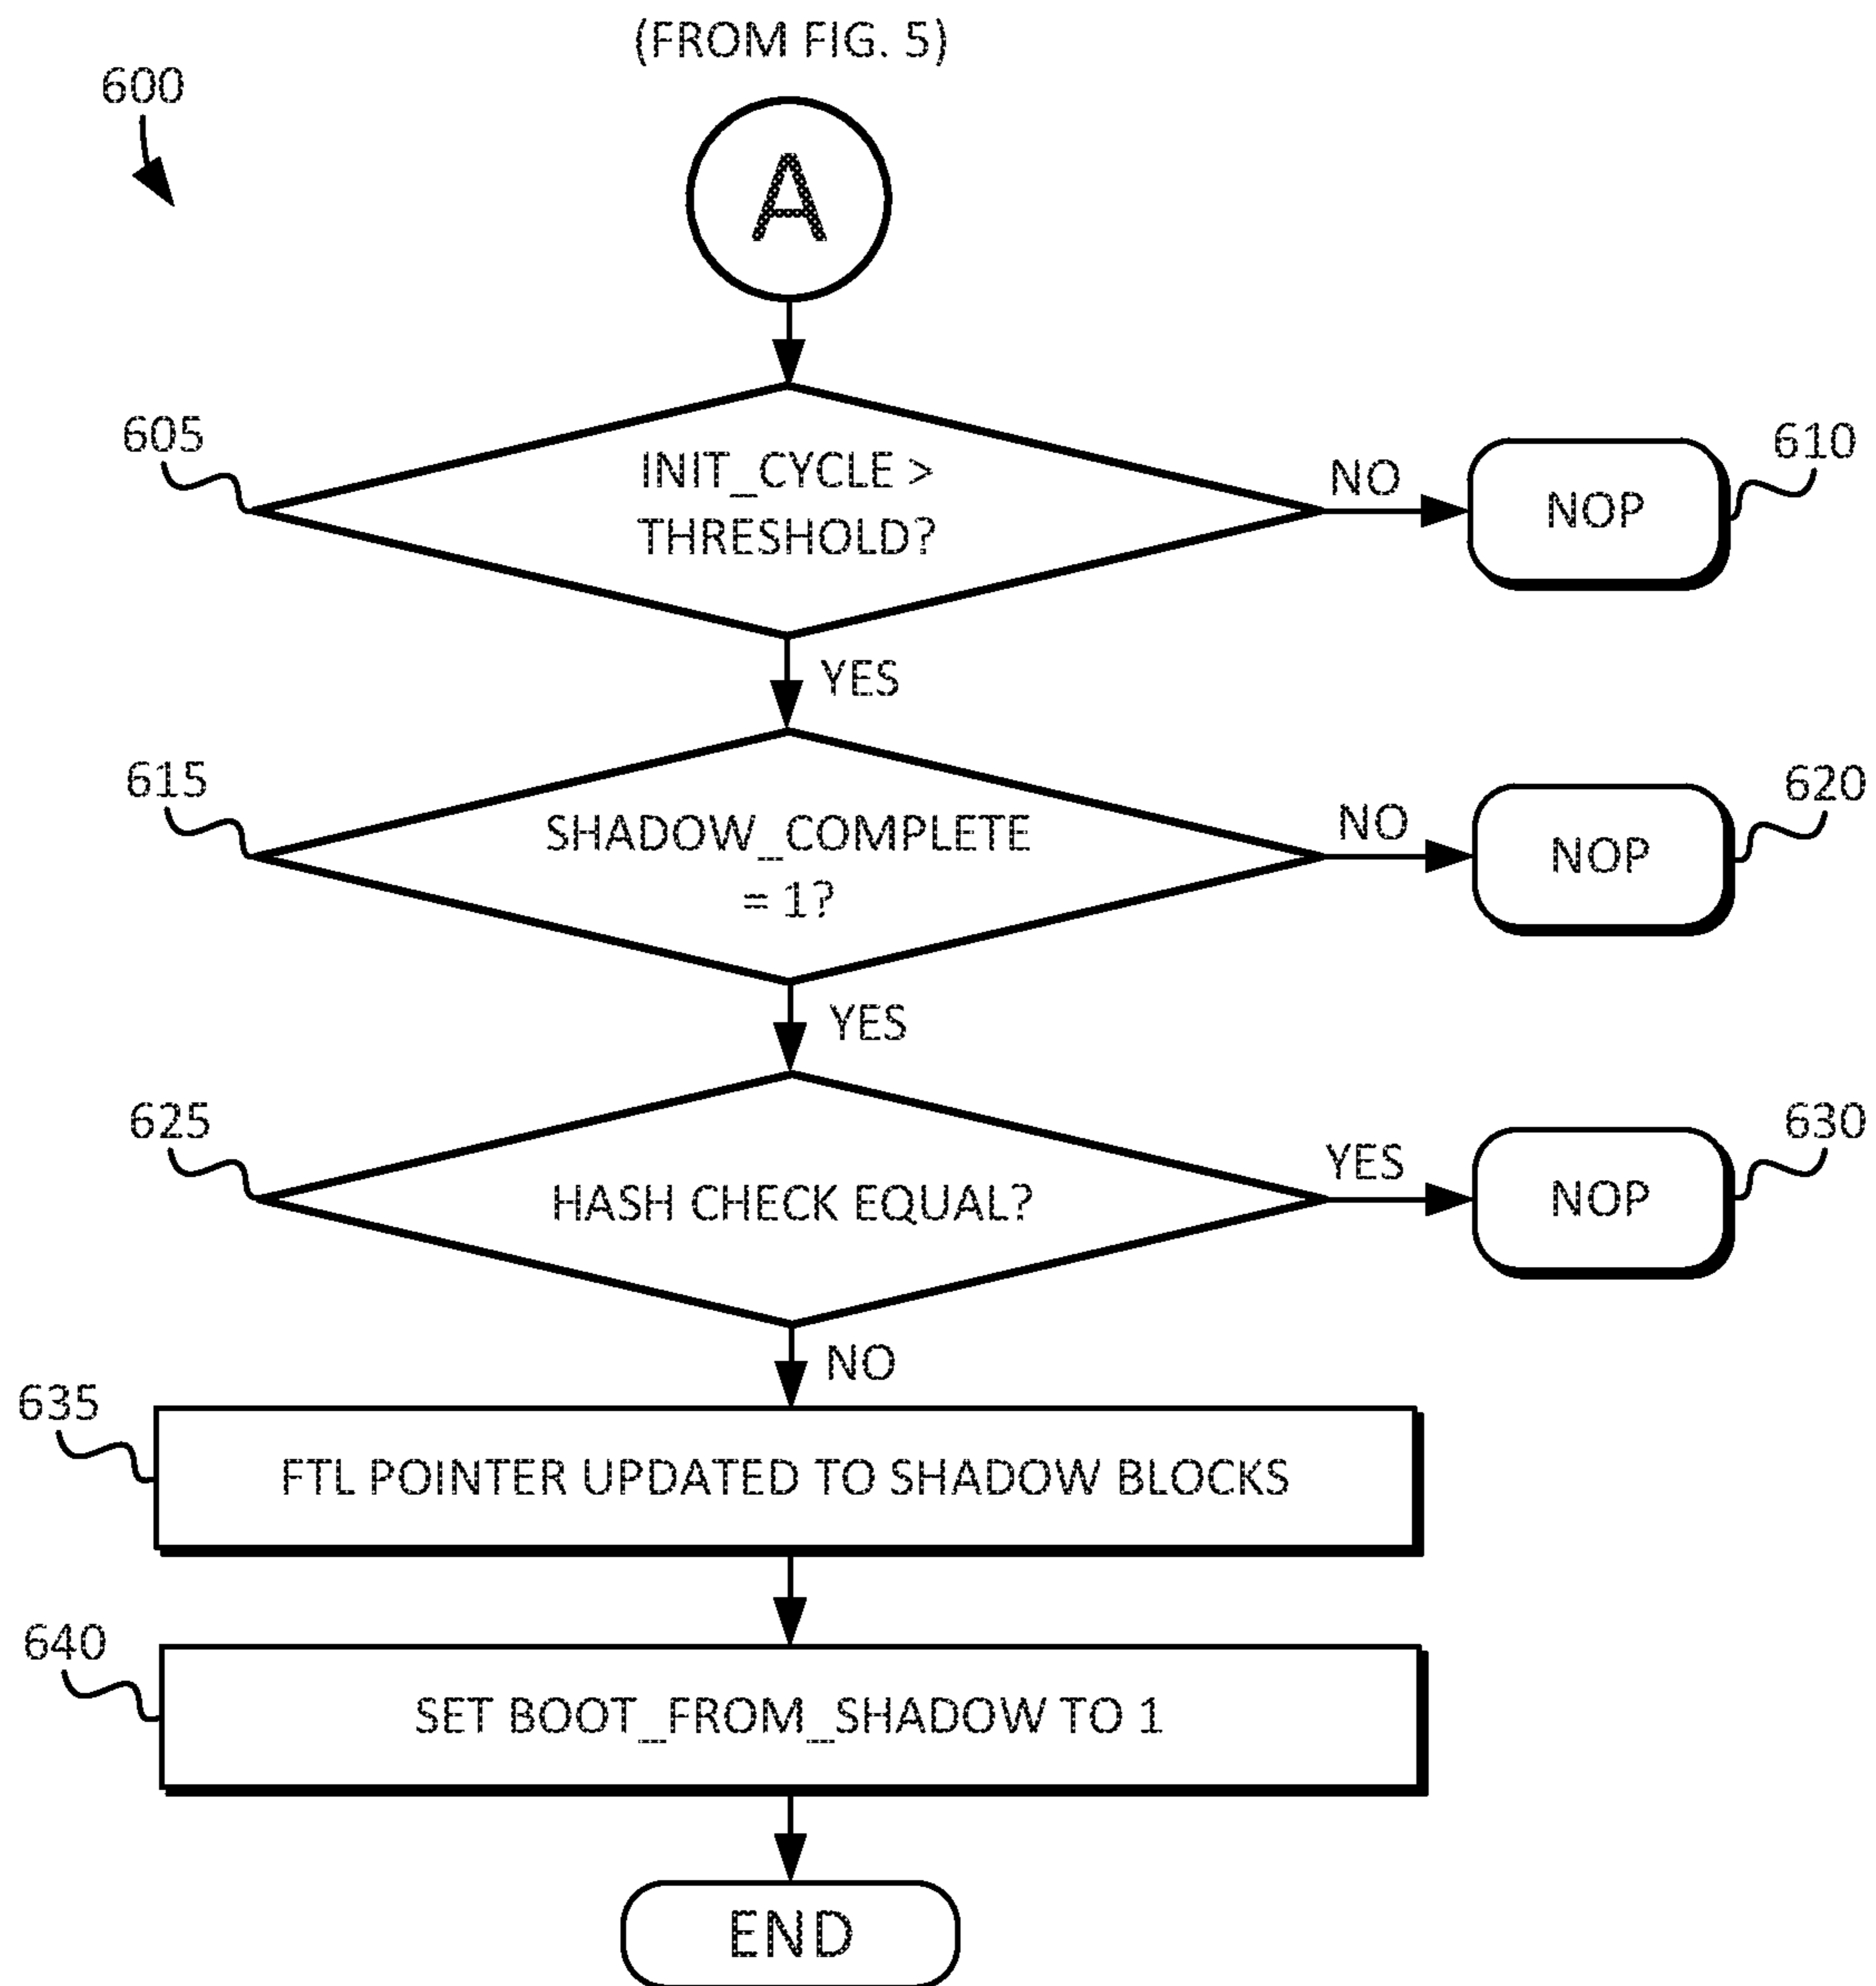 (FROM FIG. 5)
600
A
605
INIT_CYCLE >
THRESHOLD?
NO
NOP
610
YES
615
SHADOW_COMPLETE
= 1?
NO
NOP
620
YES
625
HASH CHECK EQUAL?
YES
NOP
630
NO
635
FTL POINTER UPDATED TO SHADOW BLOCKS
640
SET BOOT_FROM_SHADOW TO 1
END